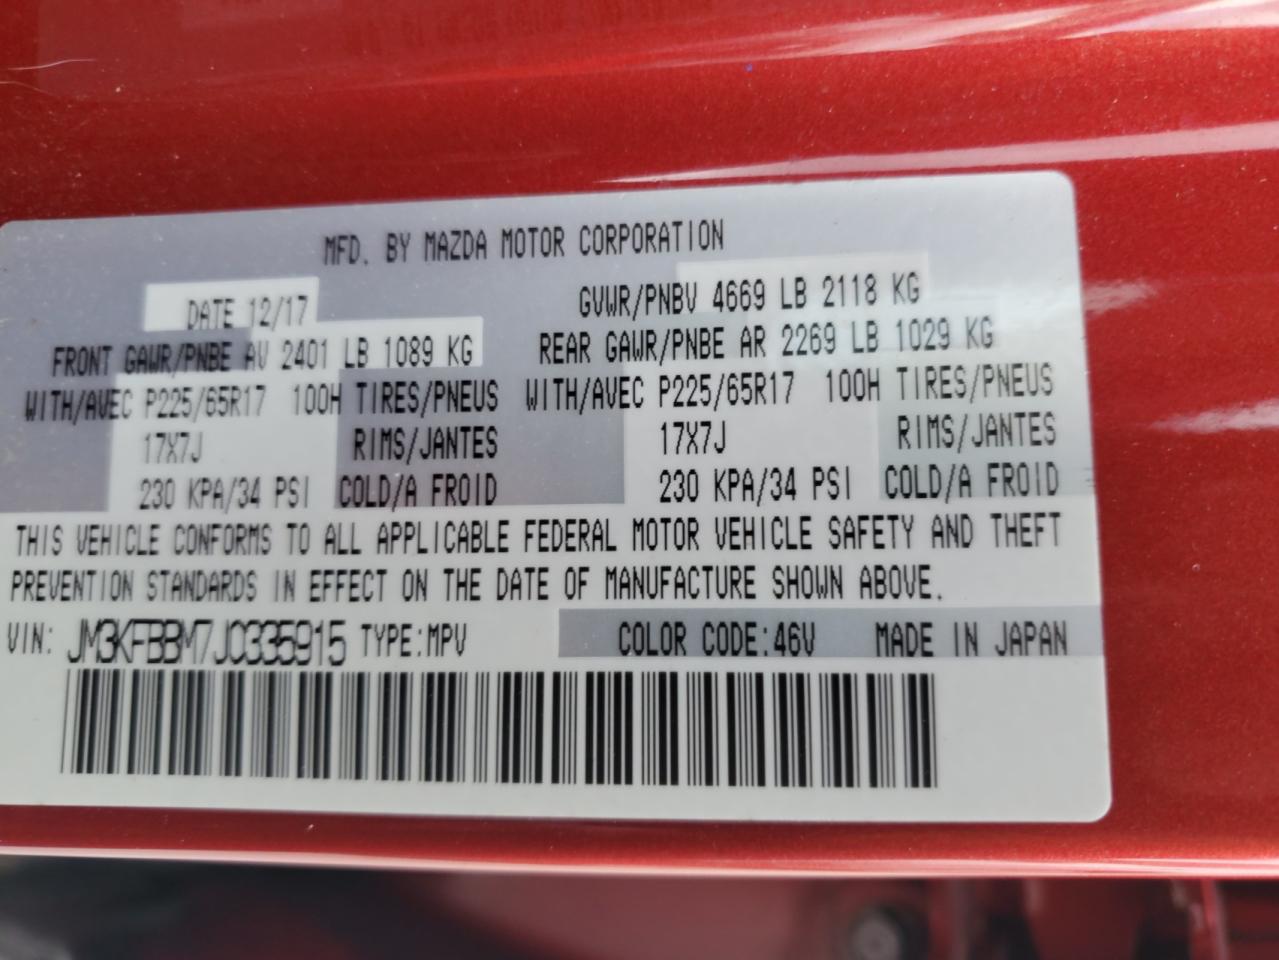 MFD. BY MAZDA MOTOR CORPORATION
DATE 12/17 GVWR/PNBV 4669 LB 2118 KG
FRONT GAWR/PNBE AV 2401 LB 1089 KG REAR GAWR/PNBE AR 2269 LB 1029 KG
WITH/AVEC P225/65R17 100H TIRES/PNEUS WITH/AVEC P225/65R17 100H TIRES/PNEUS
17X7J RIMS/JANTES 17X7J RIMS/JANTES
230 KPA/34 PSI COLD/A FROID 230 KPA/34 PSI COLD/A FROID
THIS VEHICLE CONFORMS TO ALL APPLICABLE FEDERAL MOTOR VEHICLE SAFETY AND THEFT
PREVENTION STANDARDS IN EFFECT ON THE DATE OF MANUFACTURE SHOWN ABOVE.
VIN: JM3KFBBM7J0335915 TYPE:MPV COLOR CODE:46V MADE IN JAPAN